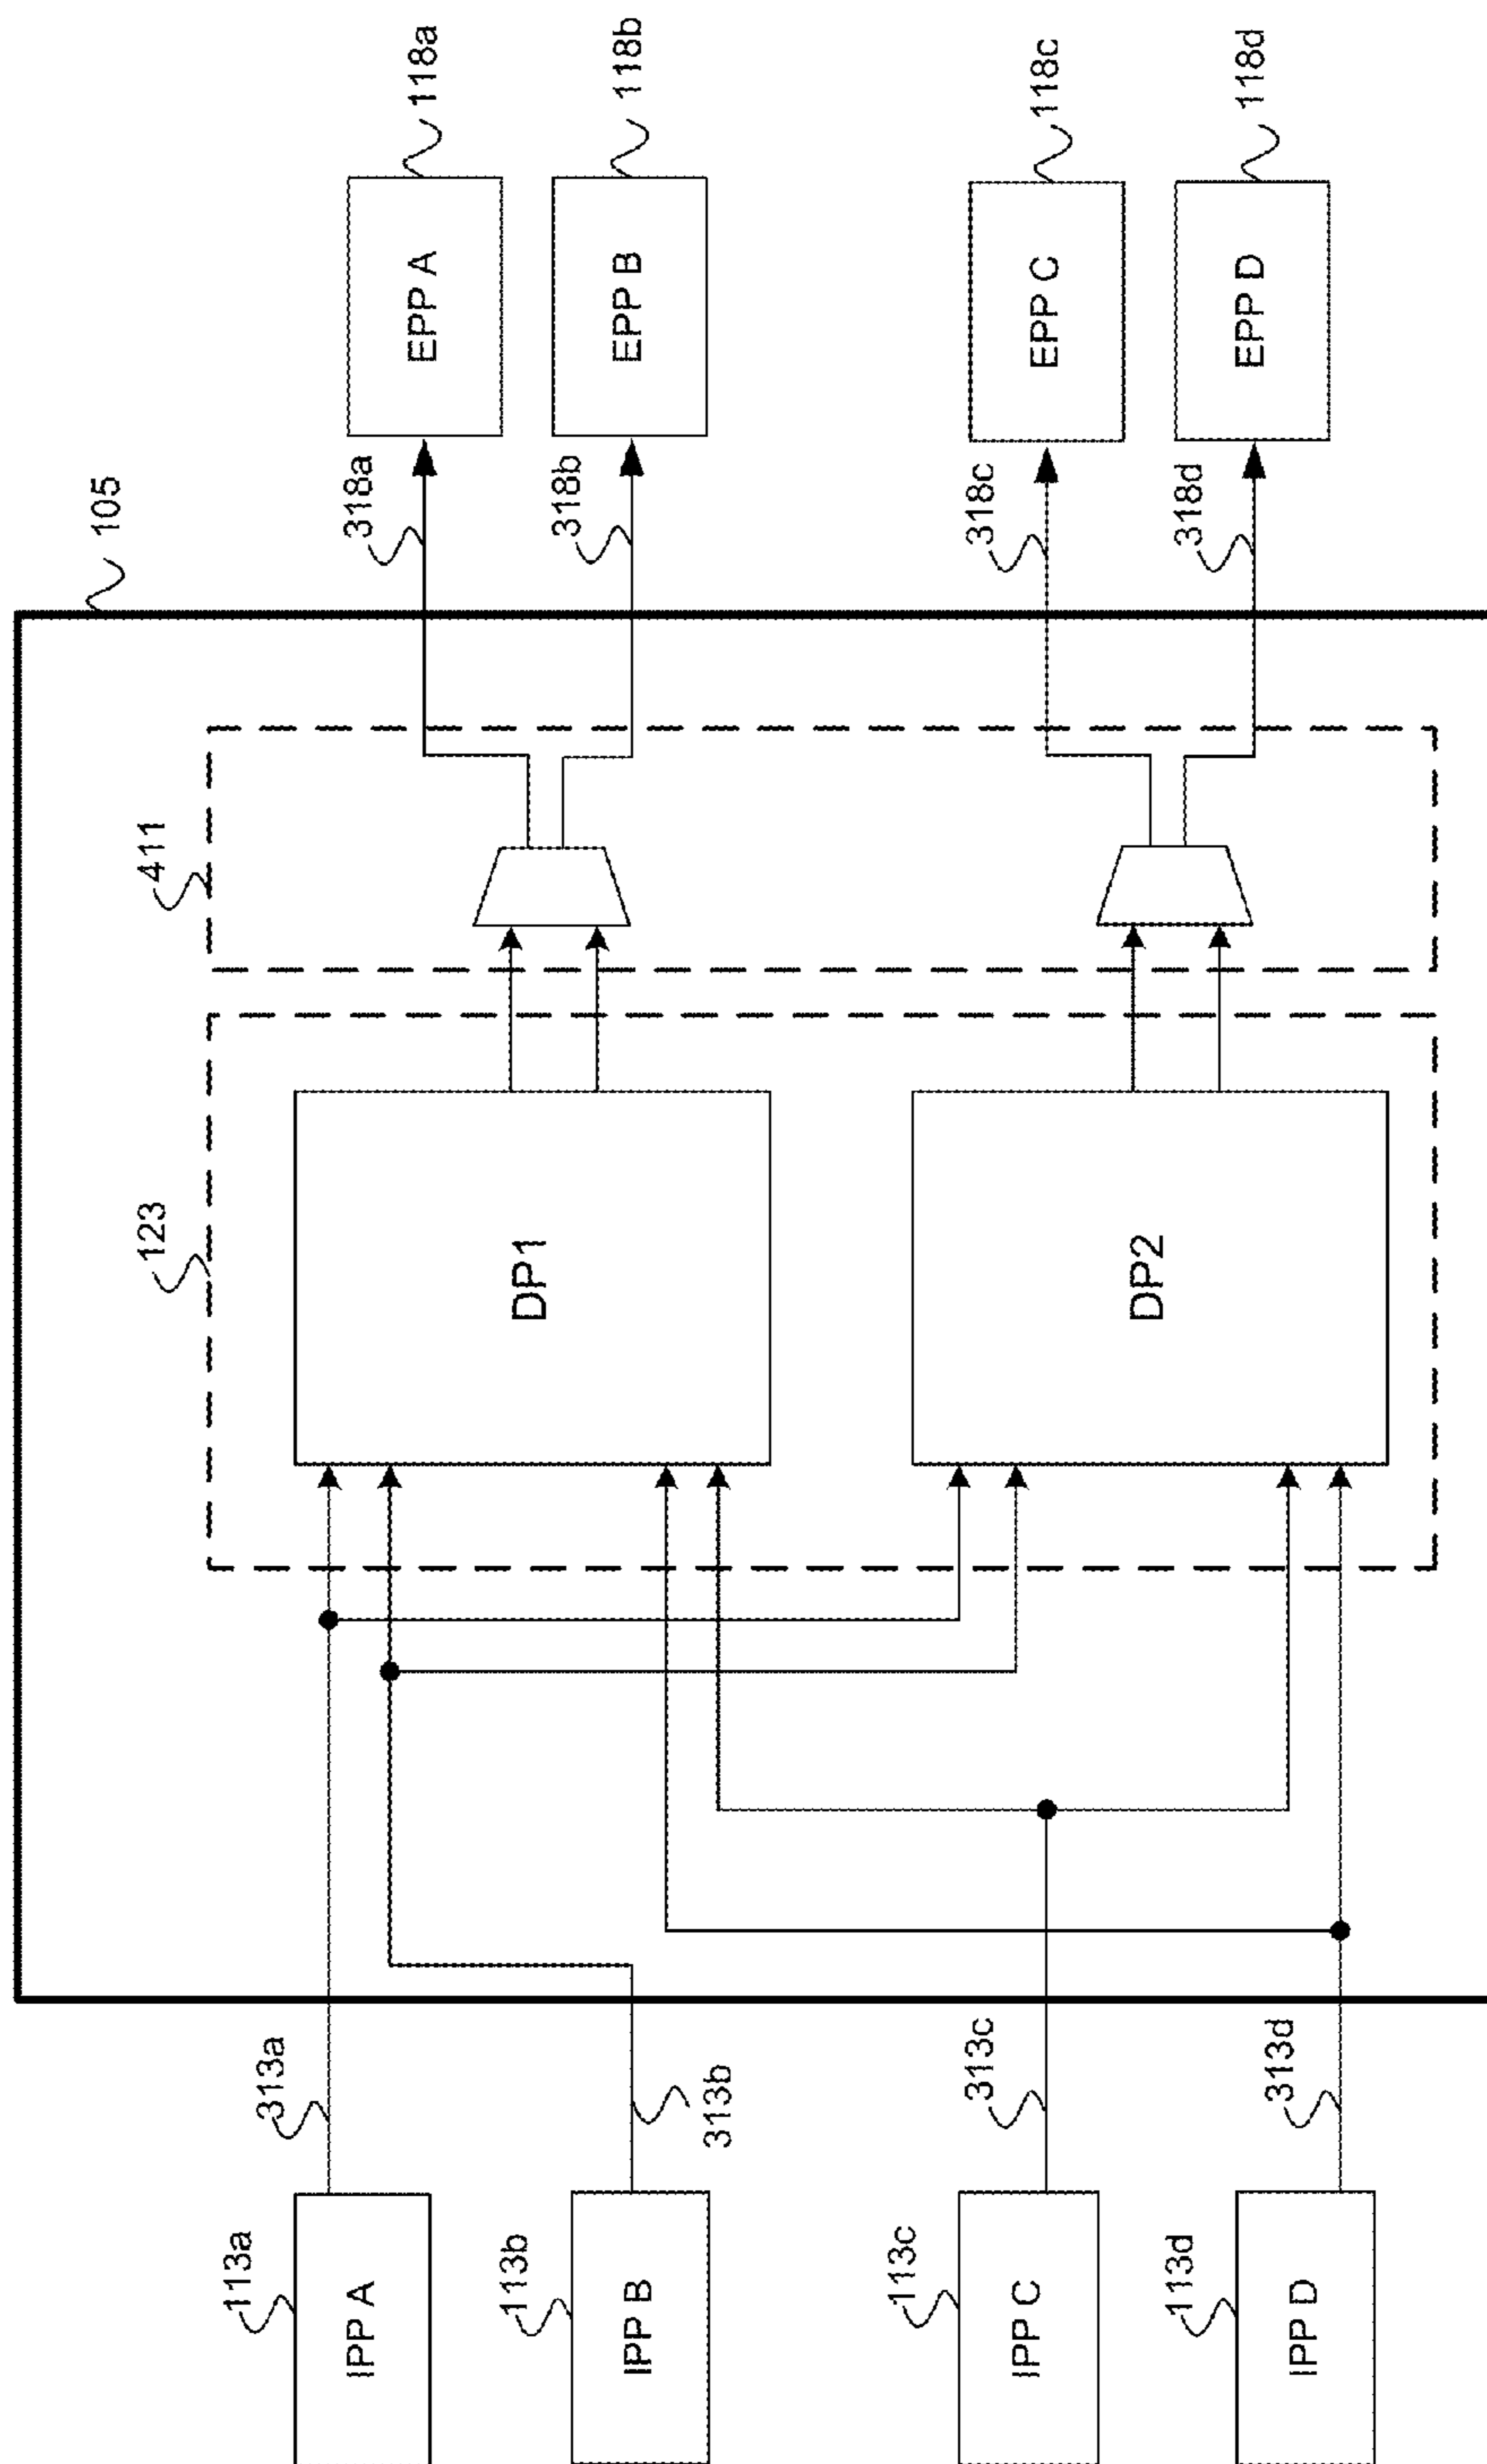 105
123
411
113a
IPP A
313a
113b
IPP B
313b
113c
IPP C
313c
113d
IPP D
313d
DP1
DP2
318a
EPP A
118a
318b
EPP B
118b
318c
EPP C
118c
318d
EPP D
118d